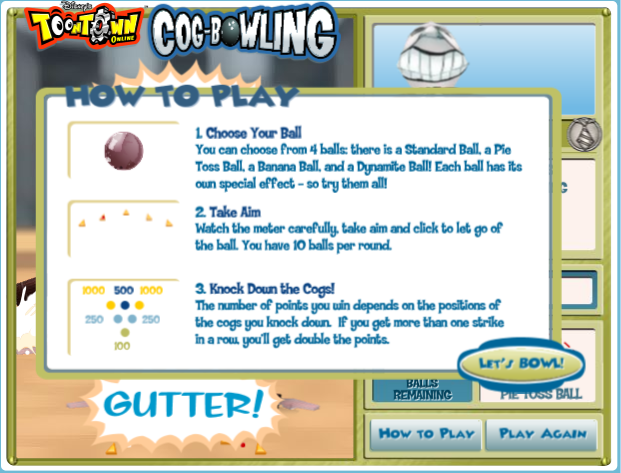 Disney's
TOONTOWN
ONLINE
COG-BOWLING
HOW TO PLAY
1. Choose Your Ball
You can choose from 4 balls: there is a Standard Ball, a Pie
Toss Ball, a Banana Ball, and a Dynamite Ball! Each ball has its
own special effect - so try them all!
2. Take Aim
Watch the meter carefully, take aim and click to let go of
the ball. You have 10 balls per round.
1000 500 1000
250 250
100
3. Knock Down the Cogs!
The number of points you win depends on the positions of
the cogs you knock down. If you get more than one strike
in a row, you'll get double the points.
LET'S BOWL!
BALLS
REMAINING
PIE TOSS BALL
GUTTER!
HOW TO PLAY
PLAY AGAIN